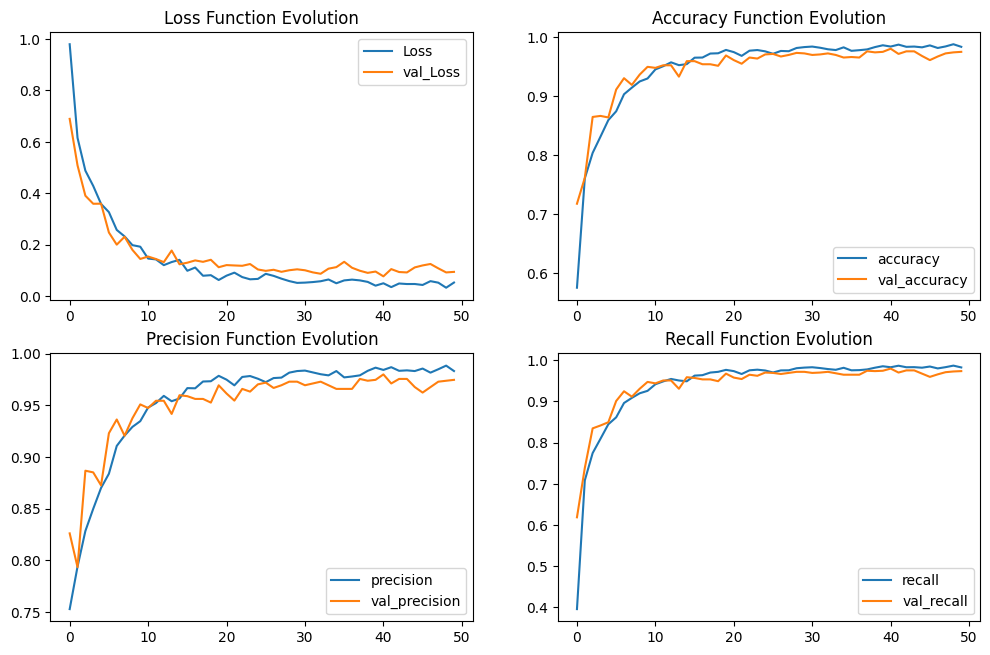 Loss Function Evolution
1.0
0.8
0.6
0.4
0.2
0.0
0 10 20 30 40 50
Loss
val_Loss
Accuracy Function Evolution
1.0
0.9
0.8
0.7
0.6
0 10 20 30 40 50
accuracy
val_accuracy
Precision Function Evolution
1.00
0.95
0.90
0.85
0.80
0.75
0 10 20 30 40 50
precision
val_precision
Recall Function Evolution
1.0
0.9
0.8
0.7
0.6
0.5
0.4
0 10 20 30 40 50
recall
val_recall